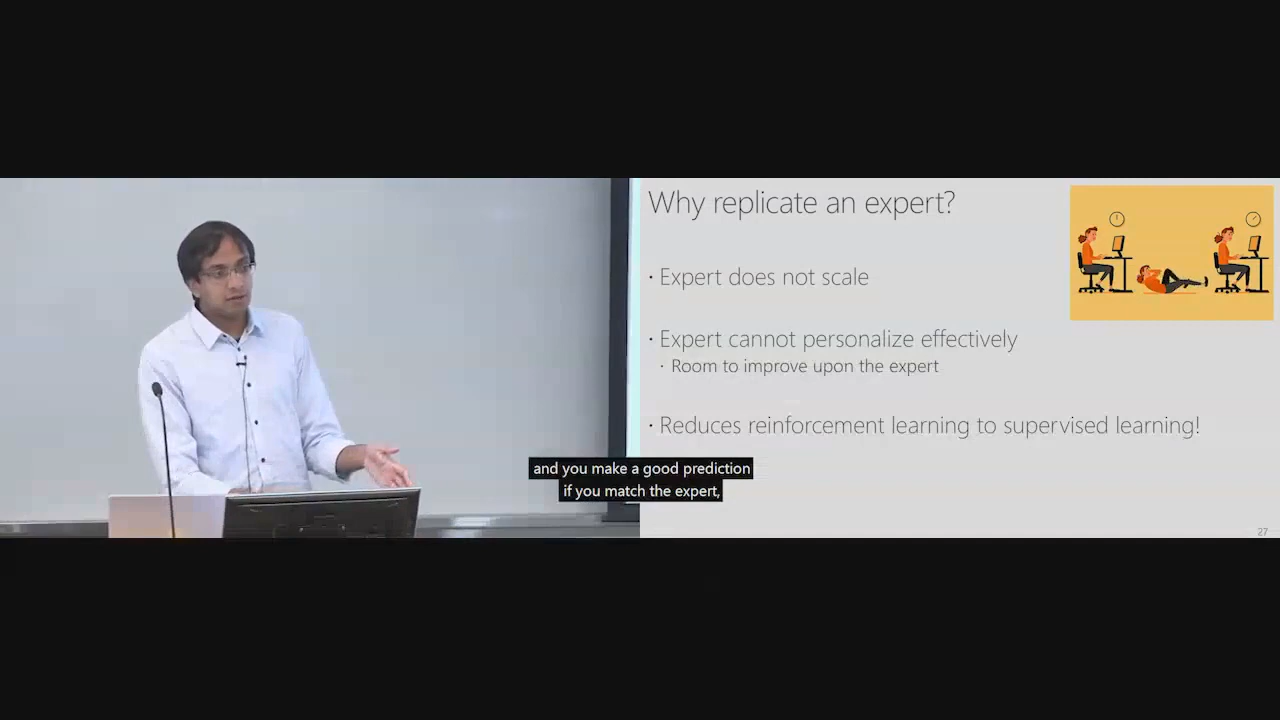 Why replicate an expert?
· Expert does not scale
· Expert cannot personalize effectively
· Room to improve upon the expert
· Reduces reinforcement learning to supervised learning!
and you make a good prediction
if you match the expert,
27